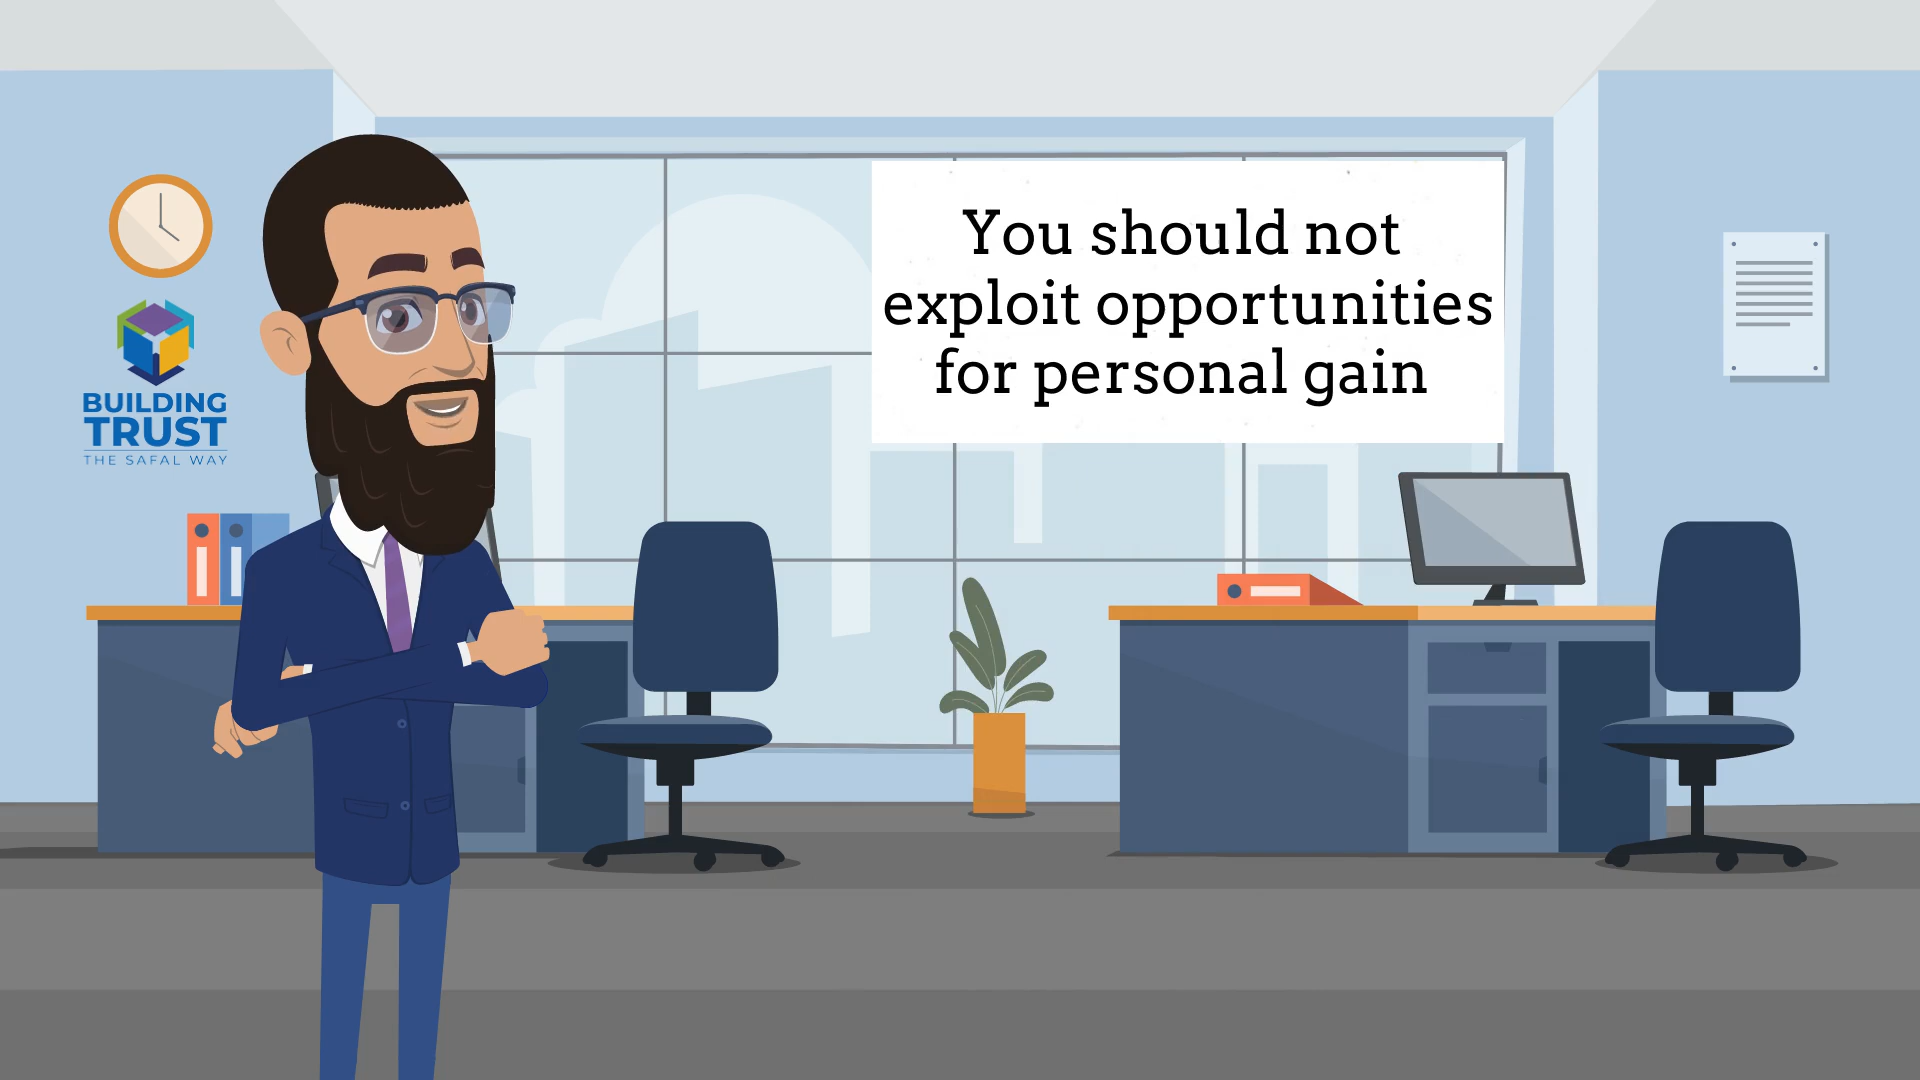 BUILDING
TRUST
THE SAFAL WAY
You should not
exploit opportunities
for personal gain